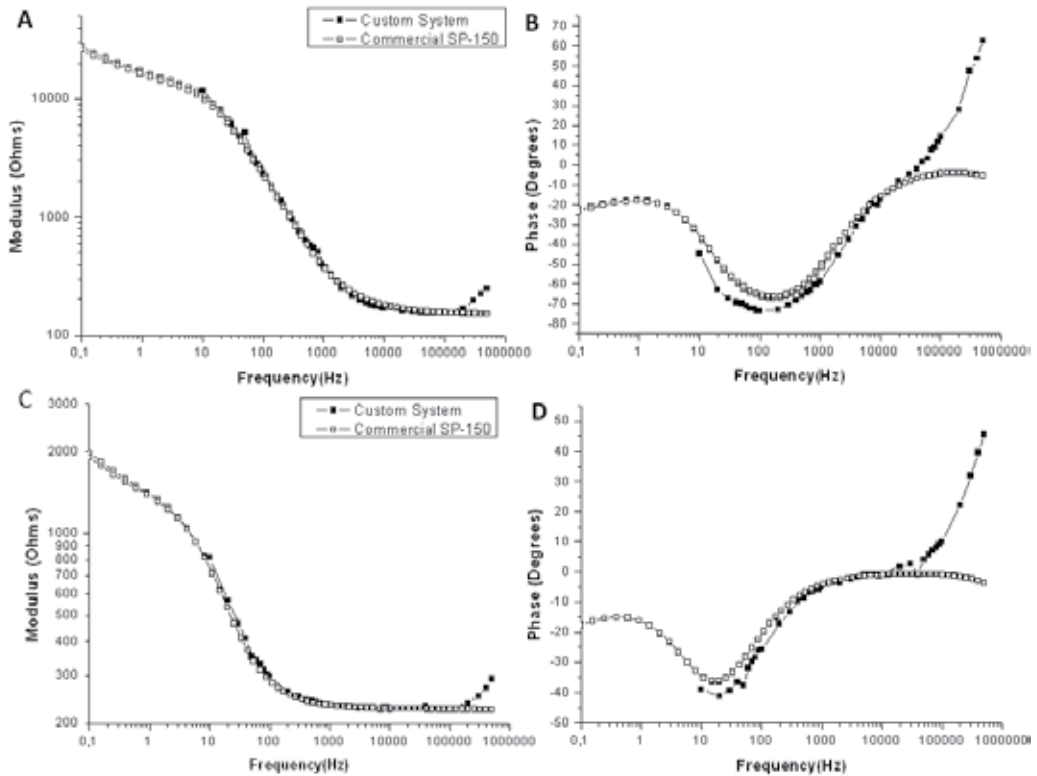 A
Custom System
Commercial SP-150
Modulus (Ohms)
10000
1000
100
0,1 1 10 100 1000 10000 100000 1000000
Frequency(Hz)
B
Phase (Degrees)
70
60
50
40
30
20
10
0
-10
-20
-30
-40
-50
-60
-70
-80
0,1 1 10 100 1000 10000 100000 1000000
Frequency(Hz)
C
Custom System
Commercial SP-150
Modulus (Ohms)
3000
2000
1000
900
800
700
600
500
400
300
200
0,1 1 10 100 1000 10000 100000 1000000
Frequency(Hz)
D
Phase (Degrees)
50
40
30
20
10
0
-10
-20
-30
-40
-50
0,1 1 10 100 1000 10000 100000 1000000
Frequency(Hz)